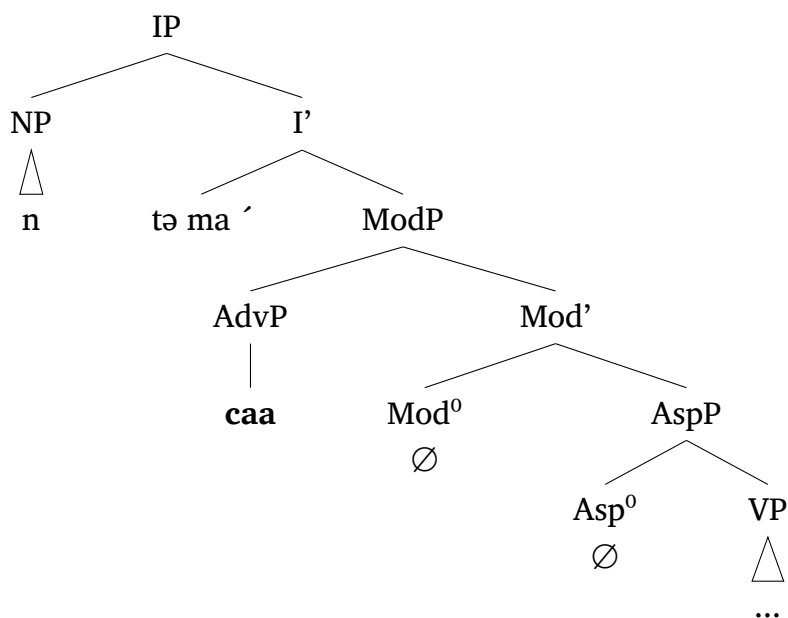 IP
NP I’
n tə ma ´ ModP
AdvP Mod’
caa Mod⁰ AspP
∅
Asp⁰ VP
∅
...